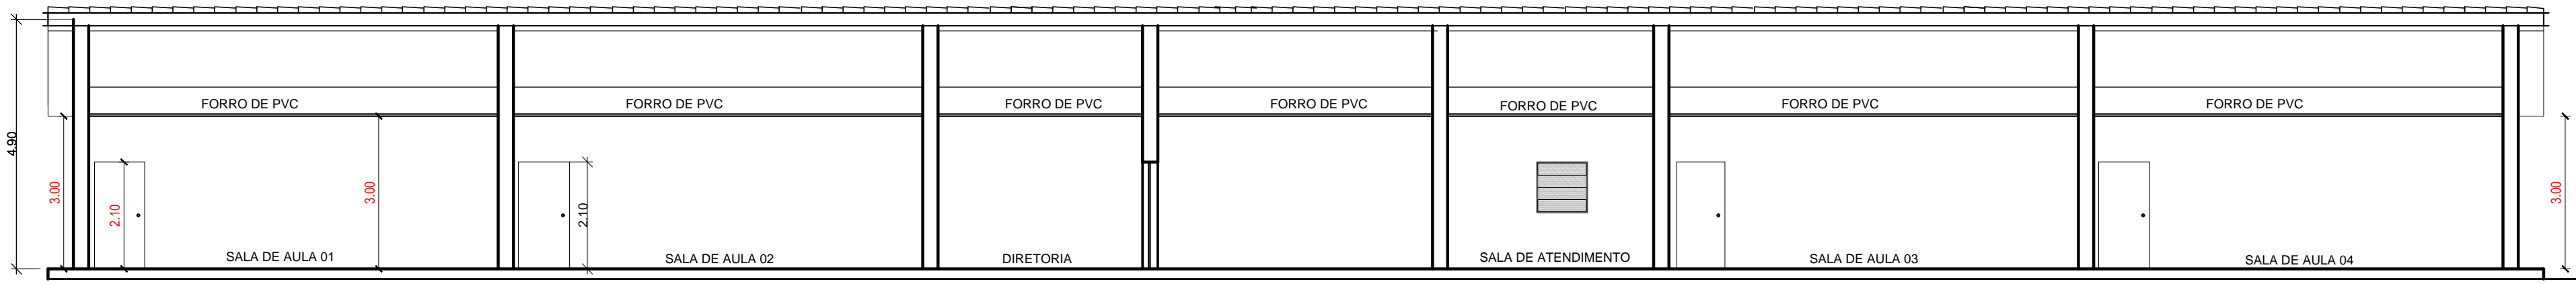 FORRO DE PVC
FORRO DE PVC
FORRO DE PVC
FORRO DE PVC
FORRO DE PVC
FORRO DE PVC
FORRO DE PVC
4.90
3.00
2.10
3.00
2.10
3.00
SALA DE AULA 01
SALA DE AULA 02
DIRETORIA
SALA DE ATENDIMENTO
SALA DE AULA 03
SALA DE AULA 04